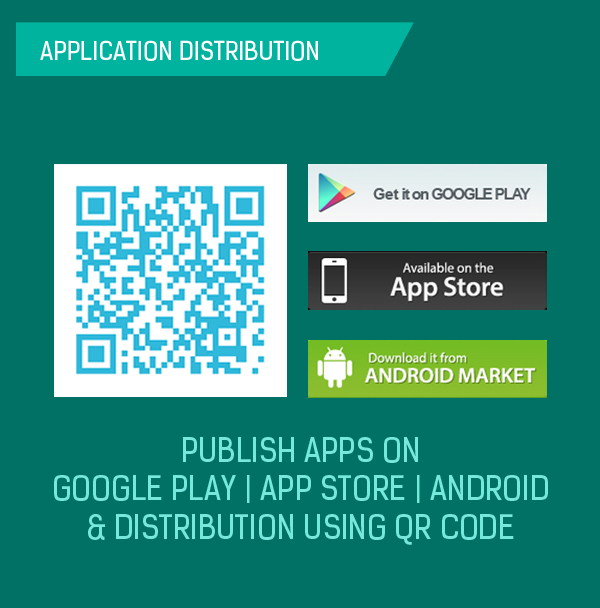 APPLICATION DISTRIBUTION
Get it on GOOGLE PLAY
Available on the
App Store
Download it from
ANDROID MARKET
PUBLISH APPS ON
GOOGLE PLAY | APP STORE | ANDROID
& DISTRIBUTION USING QR CODE